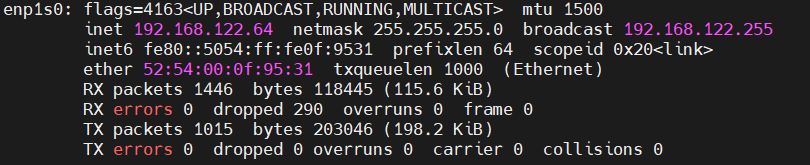 enp1s0: flags=4163<UP,BROADCAST,RUNNING,MULTICAST>  mtu 1500
        inet 192.168.122.64  netmask 255.255.255.0  broadcast 192.168.122.255
        inet6 fe80::5054:ff:fe0f:9531  prefixlen 64  scopeid 0x20<link>
        ether 52:54:00:0f:95:31  txqueuelen 1000  (Ethernet)
        RX packets 1446  bytes 118445 (115.6 KiB)
        RX errors 0  dropped 290  overruns 0  frame 0
        TX packets 1015  bytes 203046 (198.2 KiB)
        TX errors 0  dropped 0 overruns 0  carrier 0  collisions 0